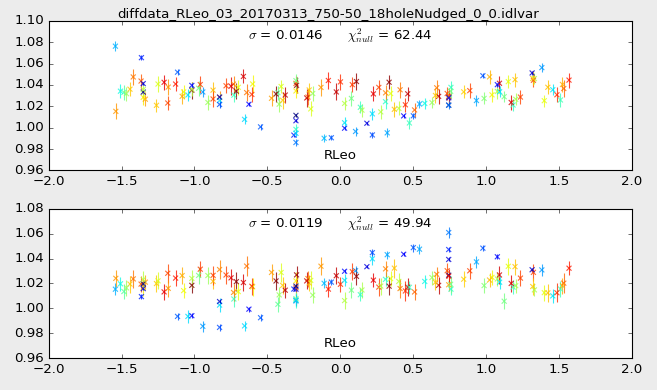 diffdata_RLeo_03_20170313_750-50_18holeNudged_0_0.idlvar
1.10
σ = 0.0146 χ²null = 62.44
1.08
1.06
1.04
1.02
1.00
0.98
RLeo
0.96
−2.0 −1.5 −1.0 −0.5 0.0 0.5 1.0 1.5 2.0
1.08
σ = 0.0119 χ²null = 49.94
1.06
1.04
1.02
1.00
0.98
RLeo
0.96
−2.0 −1.5 −1.0 −0.5 0.0 0.5 1.0 1.5 2.0